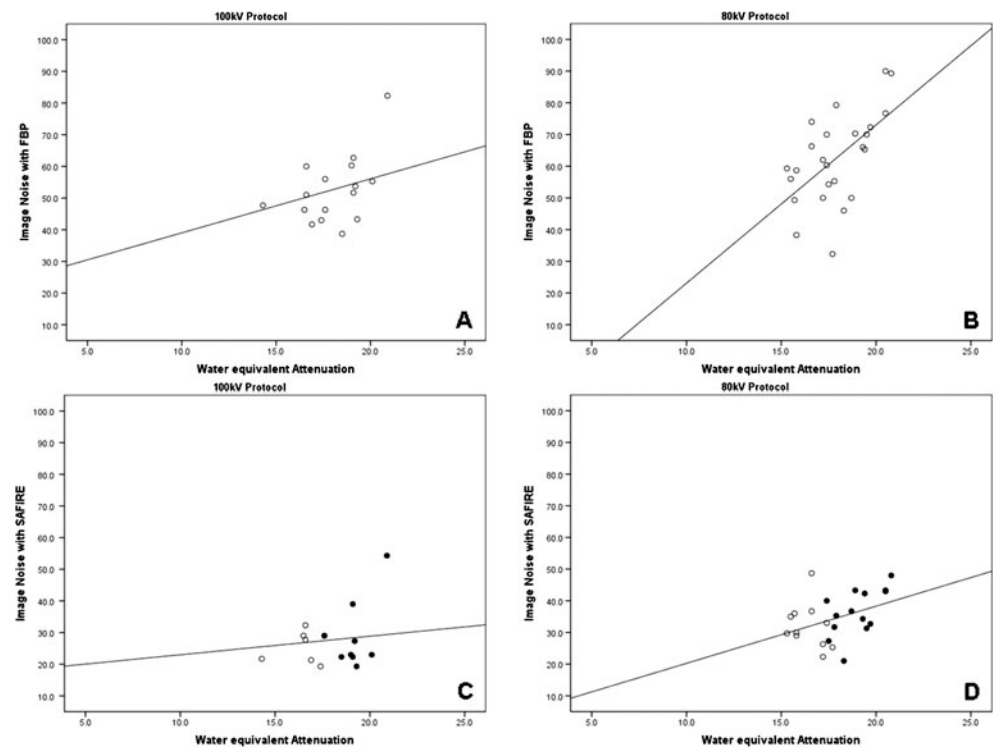 100kV Protocol
Image Noise with FBP
100.0
90.0
80.0
70.0
60.0
50.0
40.0
30.0
20.0
10.0
A
5.0 10.0 15.0 20.0 25.0
Water equivalent Attenuation
80kV Protocol
Image Noise with FBP
100.0
90.0
80.0
70.0
60.0
50.0
40.0
30.0
20.0
10.0
B
5.0 10.0 15.0 20.0 25.0
Water equivalent Attenuation
100kV Protocol
Image Noise with SAFIRE
100.0
90.0
80.0
70.0
60.0
50.0
40.0
30.0
20.0
10.0
C
5.0 10.0 15.0 20.0 25.0
Water equivalent Attenuation
80kV Protocol
Image Noise with SAFIRE
100.0
90.0
80.0
70.0
60.0
50.0
40.0
30.0
20.0
10.0
D
5.0 10.0 15.0 20.0 25.0
Water equivalent Attenuation